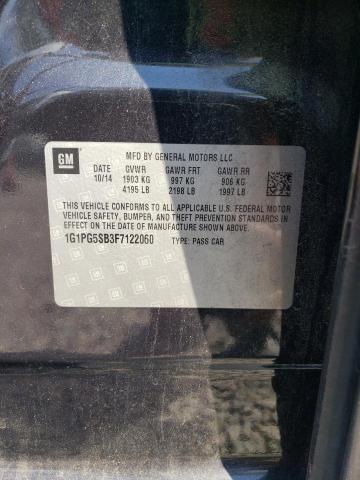 GM
MFD BY GENERAL MOTORS LLC
DATE GVWR GAWR FRT GAWR RR
10/14 1903 KG 997 KG 906 KG
4195 LB 2198 LB 1997 LB
THIS VEHICLE CONFORMS TO ALL APPLICABLE U.S. FEDERAL MOTOR
VEHICLE SAFETY, BUMPER, AND THEFT PREVENTION STANDARDS IN
EFFECT ON THE DATE OF MANUFACTURE SHOWN ABOVE.
1G1PG5SB3F7122060 TYPE: PASS CAR